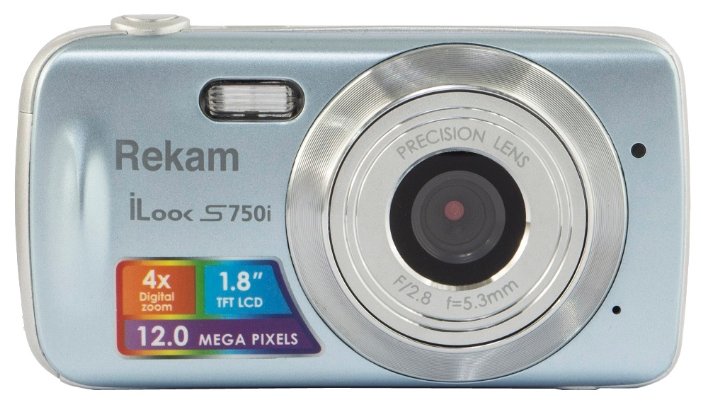 PRECISION LENS
Rekam
iLook S750i
4x
Digital
zoom
1.8"
TFT LCD
12.0 MEGA PIXELS
F/2.8 f=5.3mm